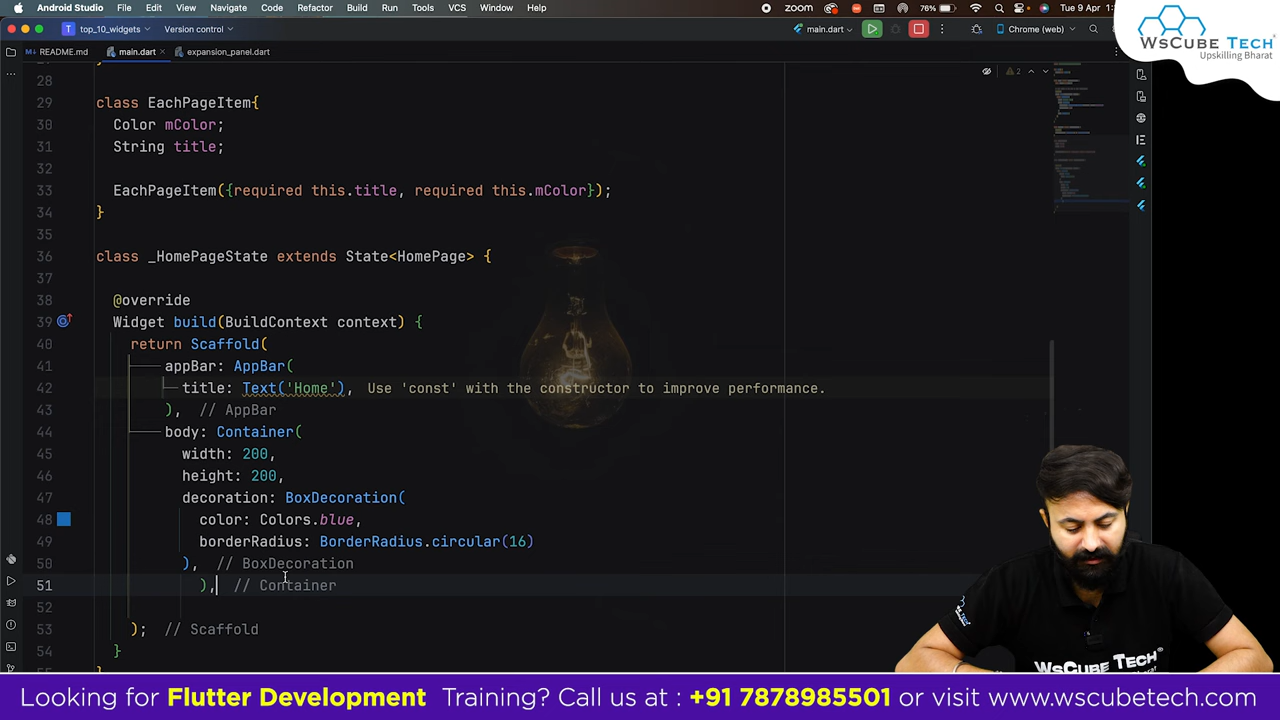 Android Studio File Edit View Navigate Code Refactor Build Run Tools VCS Window Help zoom 76% Tue 9 Apr 1:
top_10_widgets Version control main.dart Chrome (web)
WsCube Tech
Upskilling Bharat
README.md main.dart expansion_panel.dart
28
2
29 class EachPageItem{
30 Color mColor;
31 String title;
32
33 EachPageItem({required this.title, required this.mColor});
34 }
35
36 class _HomePageState extends State<HomePage> {
37
38 @override
39 Widget build(BuildContext context) {
40 return Scaffold(
41 appBar: AppBar(
42 title: Text('Home'), Use 'const' with the constructor to improve performance.
43 ), // AppBar
44 body: Container(
45 width: 200,
46 height: 200,
47 decoration: BoxDecoration(
48 color: Colors.blue,
49 borderRadius: BorderRadius.circular(16)
50 ), // BoxDecoration
51 ), // Container
52
53 ); // Scaffold
54 }
WsCube Tech
Looking for Flutter Development Training? Call us at : +91 7878985501 or visit www.wscubetech.com